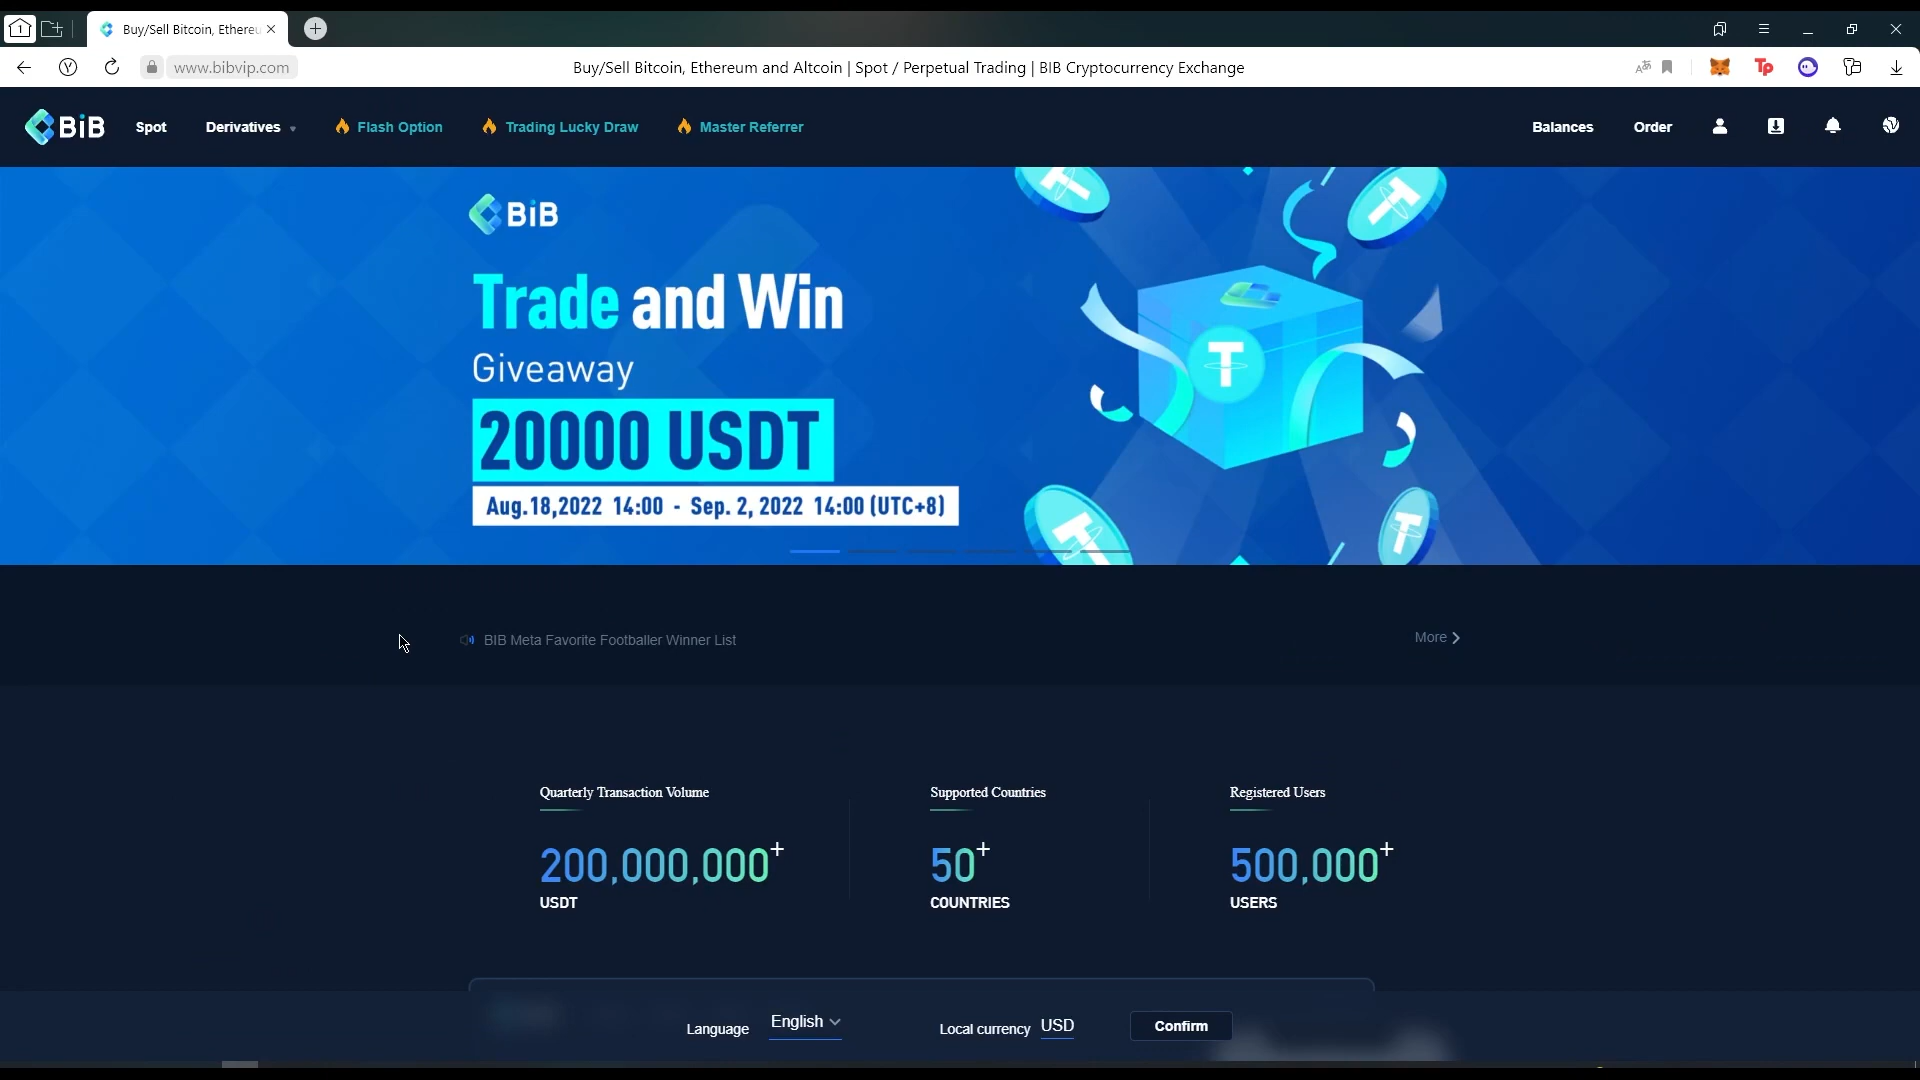 1
Buy/Sell Bitcoin, Ethereu
www.bibvip.com
Buy/Sell Bitcoin, Ethereum and Altcoin | Spot / Perpetual Trading | BIB Cryptocurrency Exchange
Tp
BiB
Spot
Derivatives
Flash Option
Trading Lucky Draw
Master Referrer
Balances
Order
BiB
Trade and Win
Giveaway
20000 USDT
Aug.18,2022 14:00 - Sep. 2, 2022 14:00 (UTC+8)
BIB Meta Favorite Footballer Winner List
More
Quarterly Transaction Volume
200,000,000+
USDT
Supported Countries
50+
COUNTRIES
Registered Users
500,000+
USERS
Language
English
Local currency
USD
Confirm